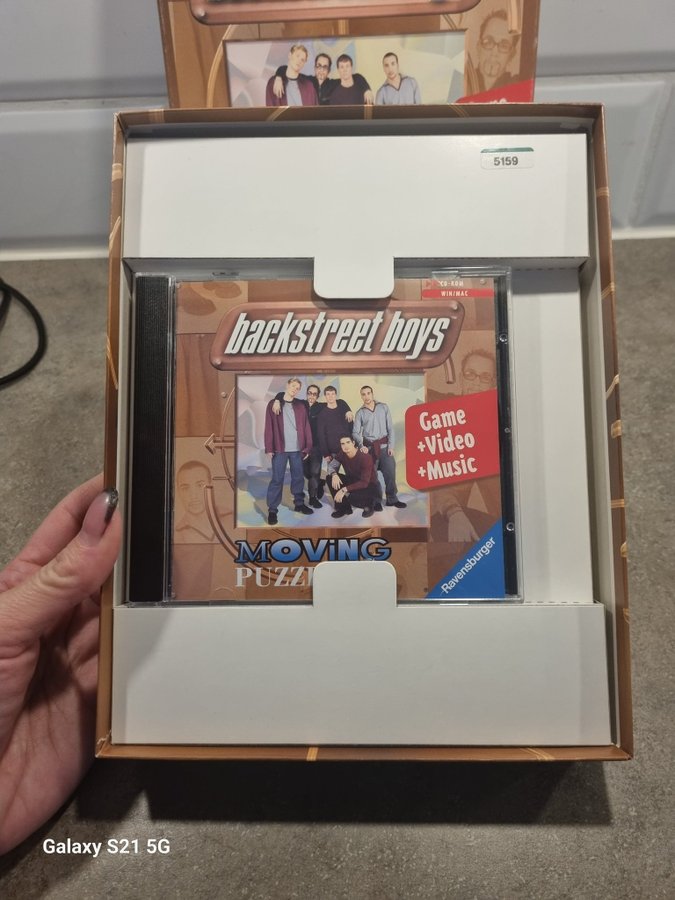 5159
CD-ROM
WIN/MAC
backstreet boys
Game
+Video
+Music
MOViNG
Ravensburger
Galaxy S21 5G